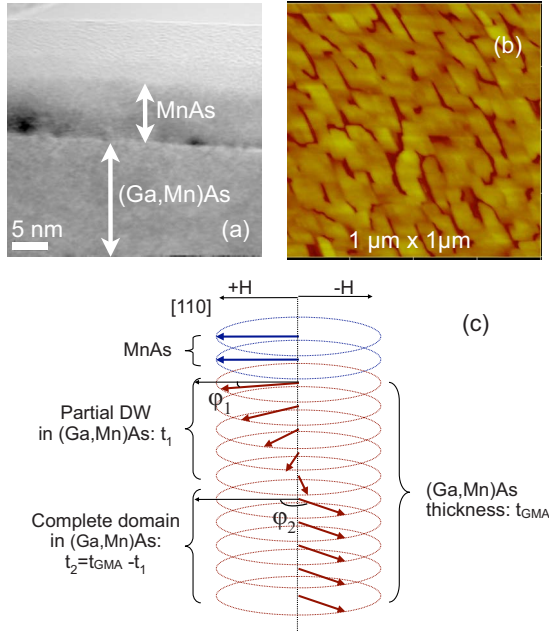 MnAs
(Ga,Mn)As
5 nm
(a)
(b)
1 µm x 1µm
(c)
+H
-H
[110]
MnAs
φ1
Partial DW
in (Ga,Mn)As: t1
φ2
Complete domain
in (Ga,Mn)As:
t2=tGMA -t1
(Ga,Mn)As
thickness: tGMA